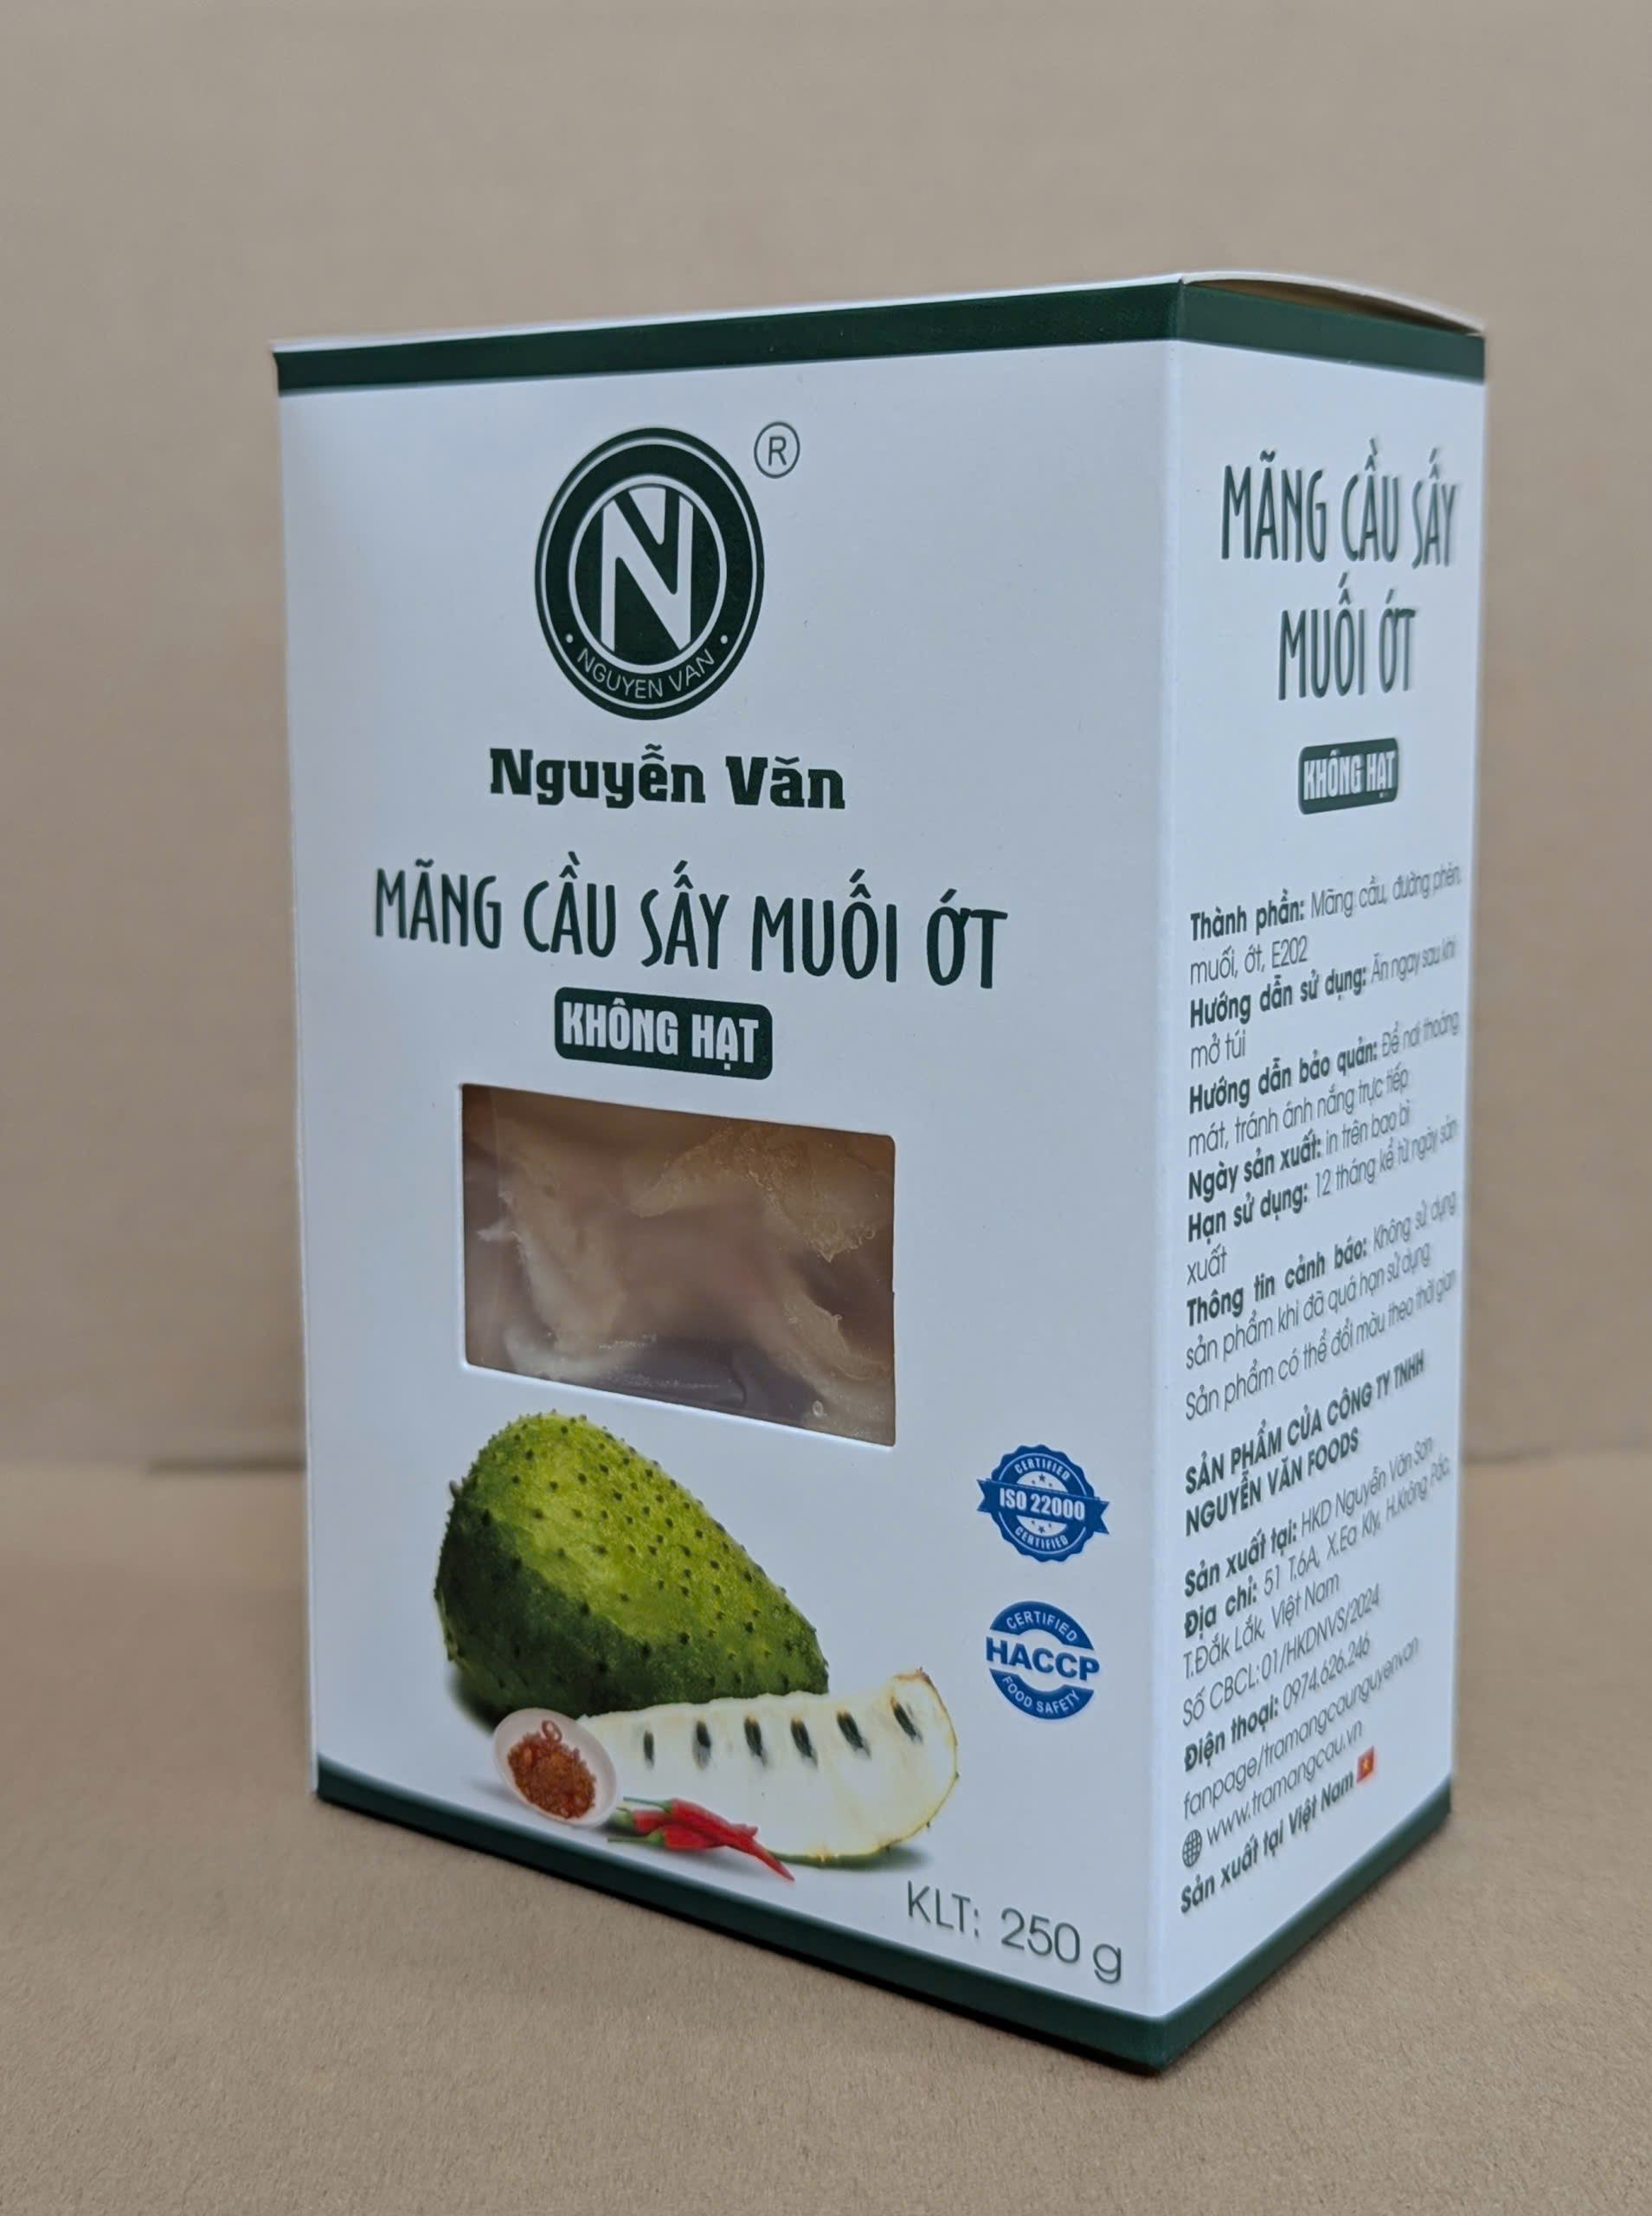 ®
N
NGUYEN VAN
Nguyễn Văn
MÃNG CẦU SẤY MUỐI ỚT
KHÔNG HẠT
CERTIFIED
ISO 22000
CERTIFIED
CERTIFIED
HACCP
FOOD SAFETY
KLT: 250 g
MÃNG CẦU SẤY
MUỐI ỚT
KHÔNG HẠT
Thành phần: Mãng cầu, đường phèn,
muối, ớt, E202
Hướng dẫn sử dụng: Ăn ngay sau khi
mở túi
Hướng dẫn bảo quản: Để nơi thoáng
mát, tránh ánh nắng trực tiếp
Ngày sản xuất: in trên bao bì
Hạn sử dụng: 12 tháng kể từ ngày sản
xuất
Thông tin cảnh báo: Không sử dụng
sản phẩm khi đã quá hạn sử dụng
Sản phẩm có thể đổi màu theo thời gian
SẢN PHẨM CỦA CÔNG TY TNHH
NGUYỄN VĂN FOODS
Sản xuất tại: HKD Nguyễn Văn Sơn
Địa chỉ: 51 T.6A, X.Ea Kly, H.Krông Pắc,
T.Đắk Lắk, Việt Nam
Số CBCL: 01/HKDNVS/2024
Điện thoại: 0974.626.246
fanpage/tramangcaunguyenvan
www.tramangcau.vn
Sản xuất tại Việt Nam